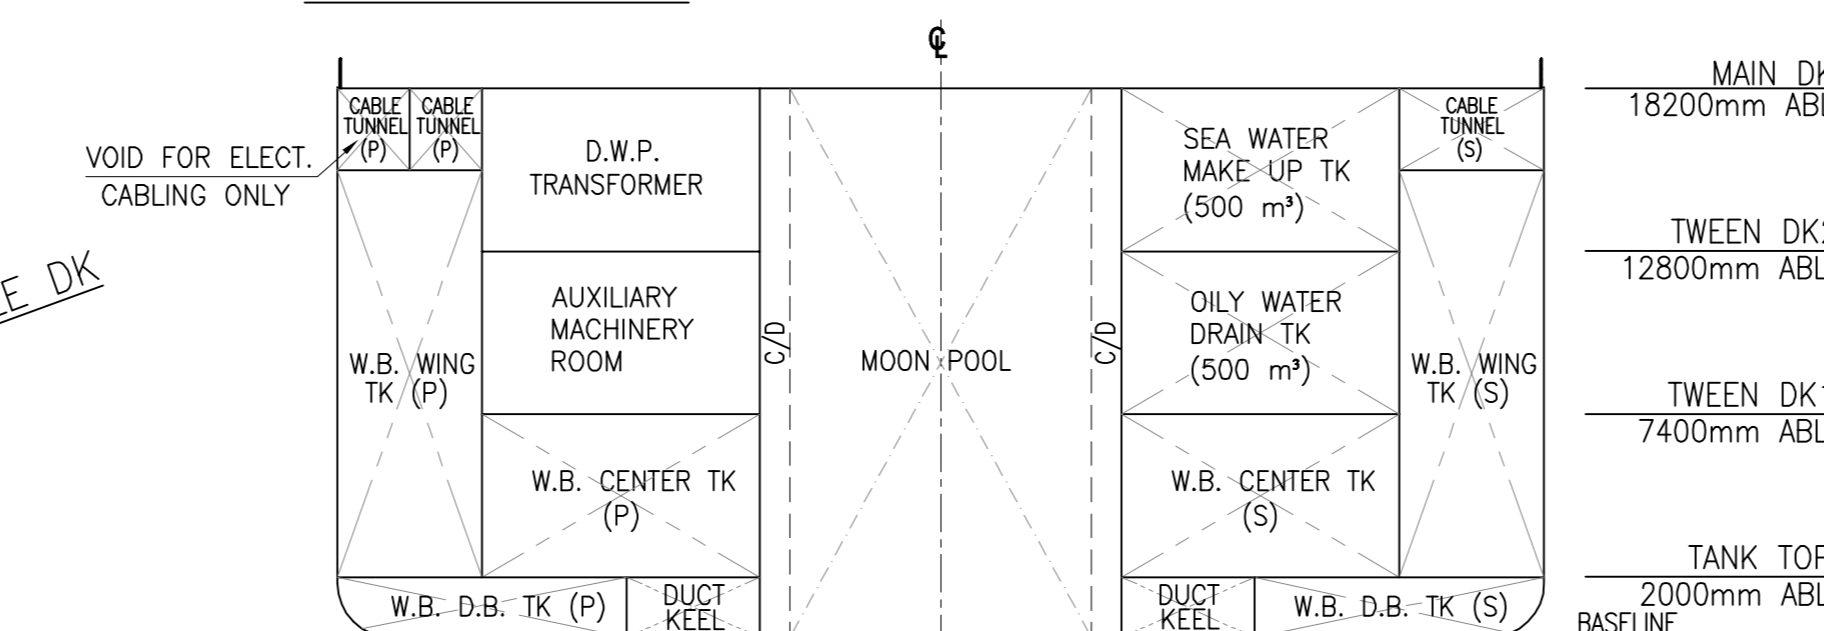 ℄
MAIN DK
18200mm ABL
CABLE
TUNNEL
(P)
CABLE
TUNNEL
(P)
D.W.P.
TRANSFORMER
SEA WATER
MAKE UP TK
(500 m³)
CABLE
TUNNEL
(S)
VOID FOR ELECT.
CABLING ONLY
TWEEN DK2
12800mm ABL
E DK
AUXILIARY
MACHINERY
ROOM
C/D
MOON POOL
C/D
OILY WATER
DRAIN TK
(500 m³)
W.B. WING
TK (P)
W.B. WING
TK (S)
TWEEN DK1
7400mm ABL
W.B. CENTER TK
(P)
W.B. CENTER TK
(S)
TANK TOP
2000mm ABL
W.B. D.B. TK (P)
DUCT
KEEL
DUCT
KEEL
W.B. D.B. TK (S)
BASELINE